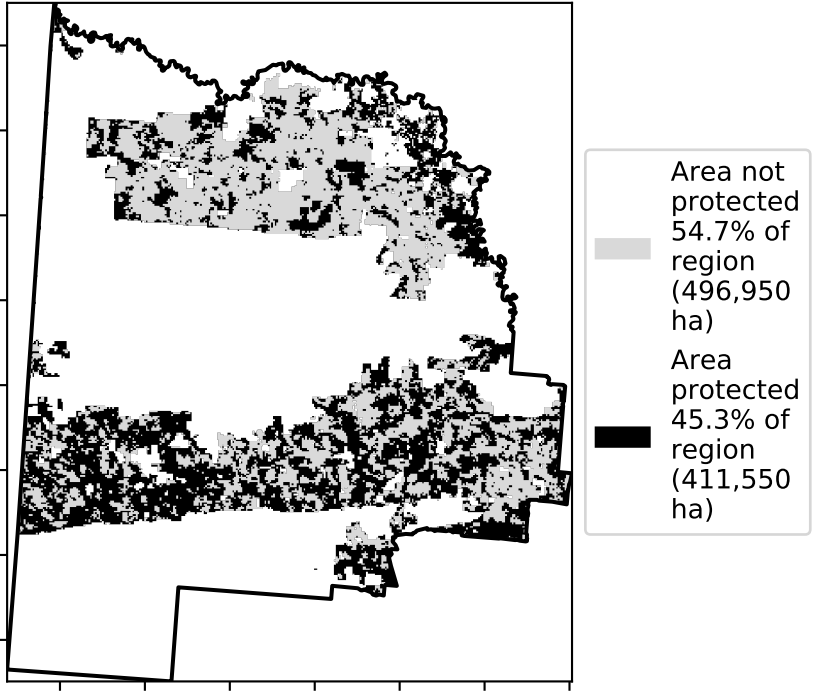 Area not
protected
54.7% of
region
(496,950
ha)
Area
protected
45.3% of
region
(411,550
ha)